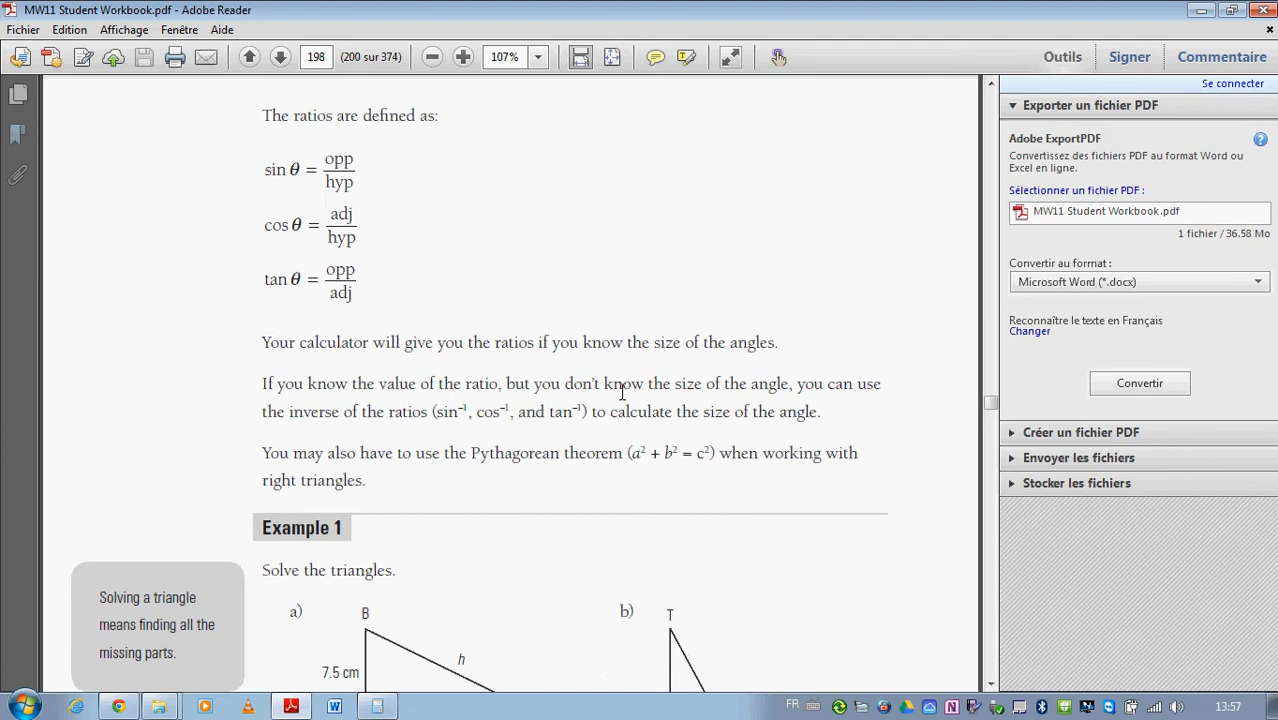 MW11 Student Workbook.pdf - Adobe Reader
Fichier Edition Affichage Fenêtre Aide
198 (200 sur 374) 107% Outils Signer Commentaire
Se connecter
The ratios are defined as:
sin θ = opp
hyp
cos θ = adj
hyp
tan θ = opp
adj
Your calculator will give you the ratios if you know the size of the angles.
If you know the value of the ratio, but you don't know the size of the angle, you can use
the inverse of the ratios (sin⁻¹, cos⁻¹, and tan⁻¹) to calculate the size of the angle.
You may also have to use the Pythagorean theorem (a² + b² = c²) when working with
right triangles.
Example 1
Solve the triangles.
Solving a triangle
means finding all the
missing parts.
a) B
h
7.5 cm
b) T
Exporter un fichier PDF
Adobe ExportPDF
Convertissez des fichiers PDF au format Word ou
Excel en ligne.
Sélectionner un fichier PDF :
MW11 Student Workbook.pdf
1 fichier / 36.58 Mo
Convertir au format :
Microsoft Word (*.docx)
Reconnaître le texte en Français
Changer
Convertir
Créer un fichier PDF
Envoyer les fichiers
Stocker les fichiers
FR 13:57